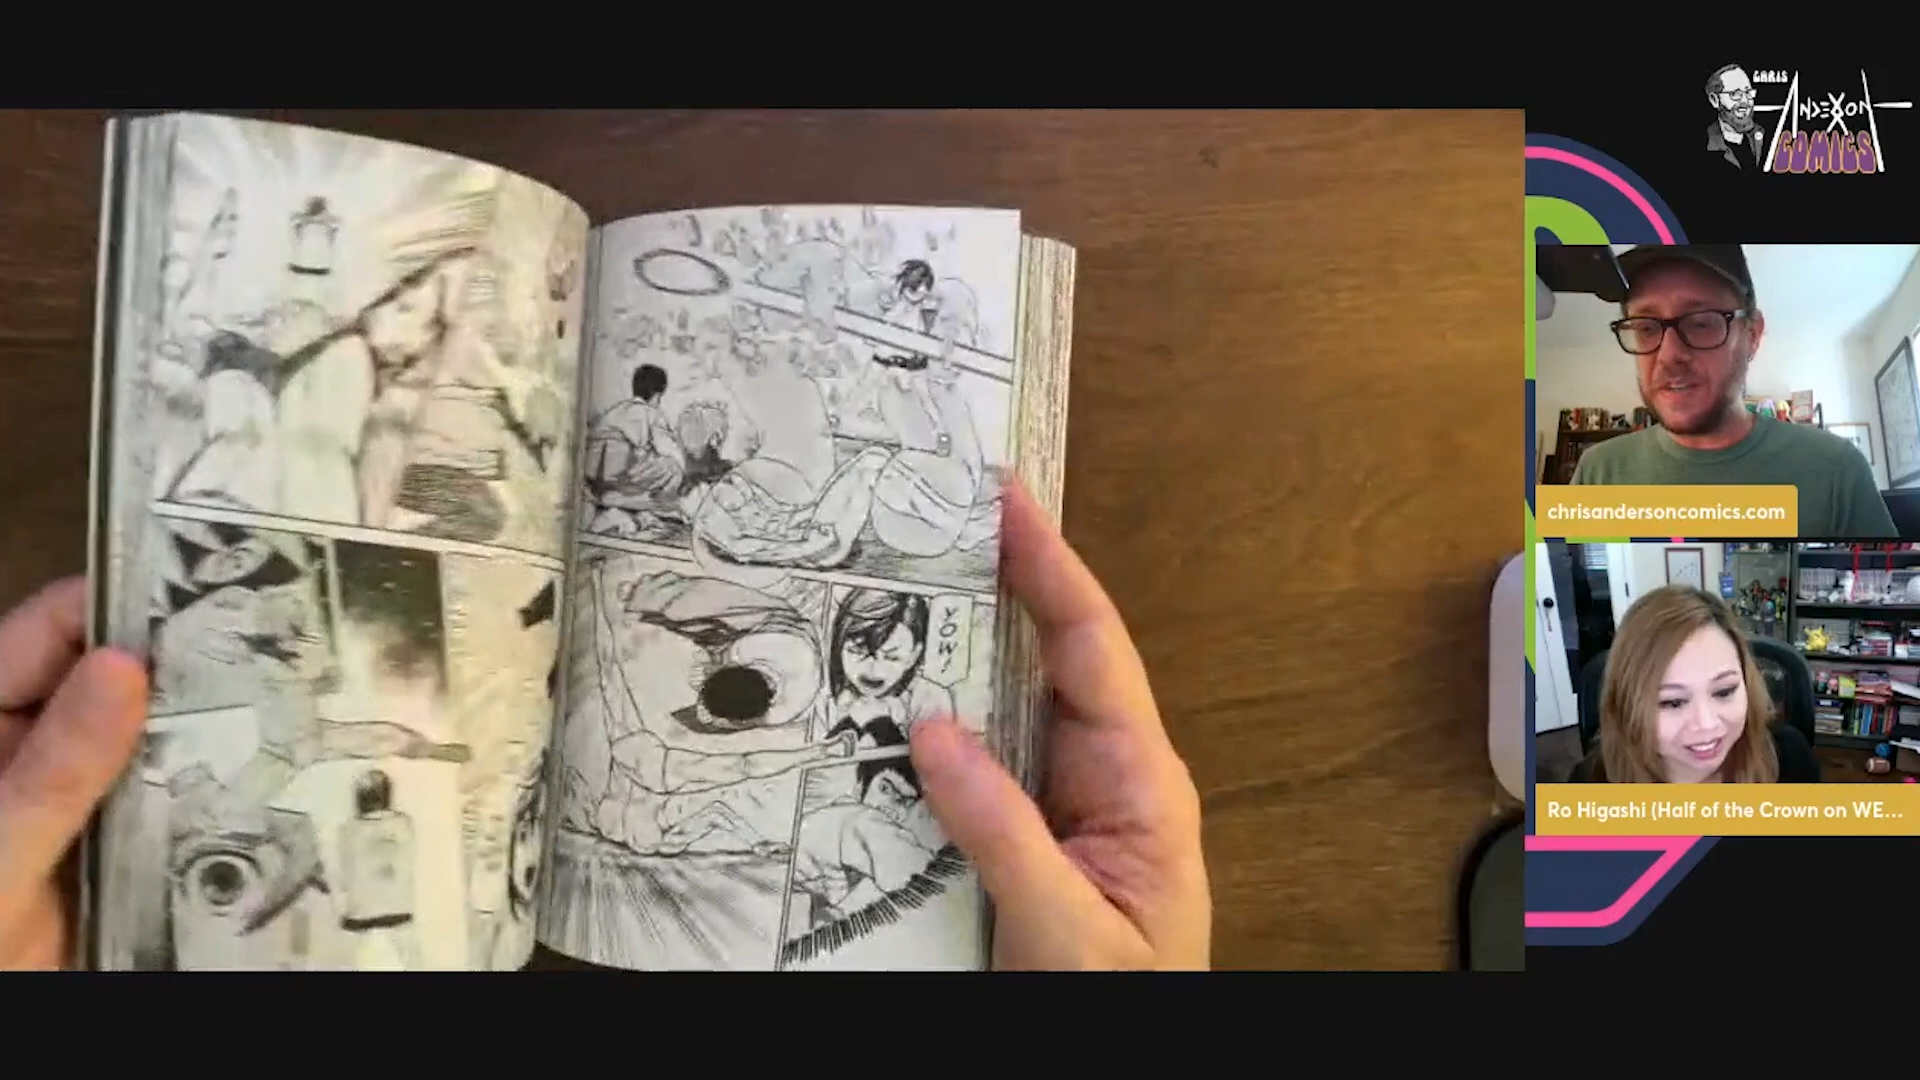 CHRIS
ANDERSON
COMICS
YOW!
chrisandersoncomics.com
Ro Higashi (Half of the Crown on WE...